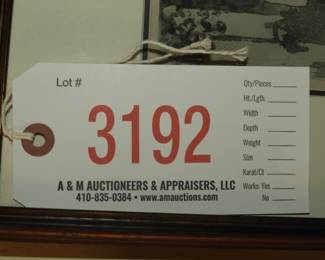 Lot #
3192
A & M AUCTIONEERS & APPRAISERS, LLC
410-835-0384 • www.amauctions.com
Qty/Pieces
Ht./Lgth.
Width
Depth
Weight
Size
Karat/Ct
Works: Yes
No